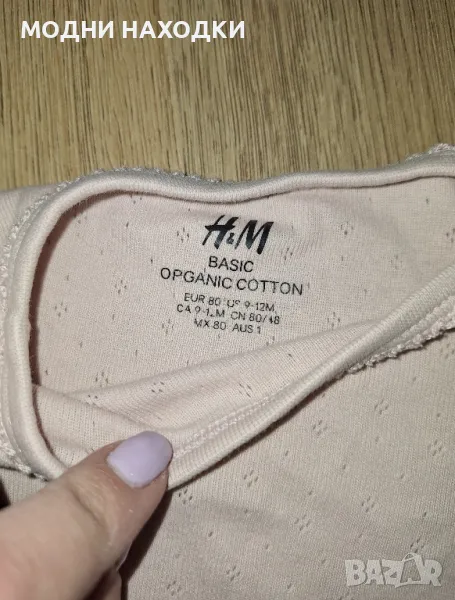 МОДНИ НАХОДКИ
H&M
BASIC
ORGANIC COTTON
EUR 80 US 9-12M
CA 9-12M CN 80/48
MX 80 AUS 1
BAZAR